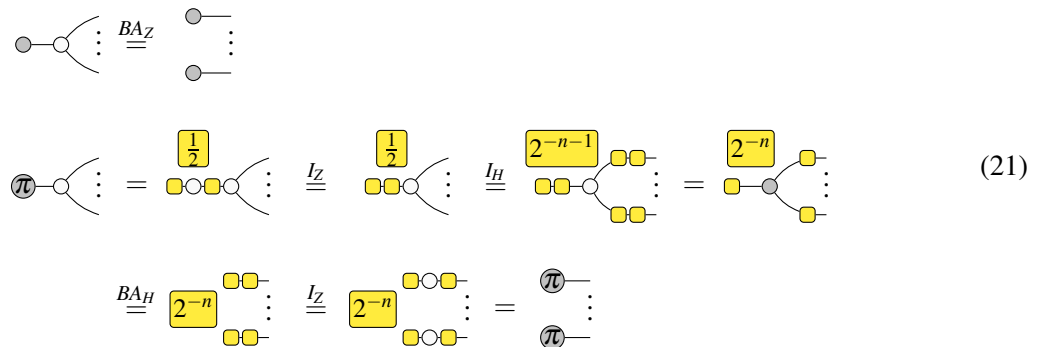 BA_Z = ⋮ ⋮
π ⋮ = 1/2 ⋮ I_Z = 1/2 ⋮ I_H = 2^{-n-1} ⋮ = 2^{-n} ⋮ (21)
BA_H = 2^{-n} ⋮ I_Z = 2^{-n} ⋮ = π ⋮ π